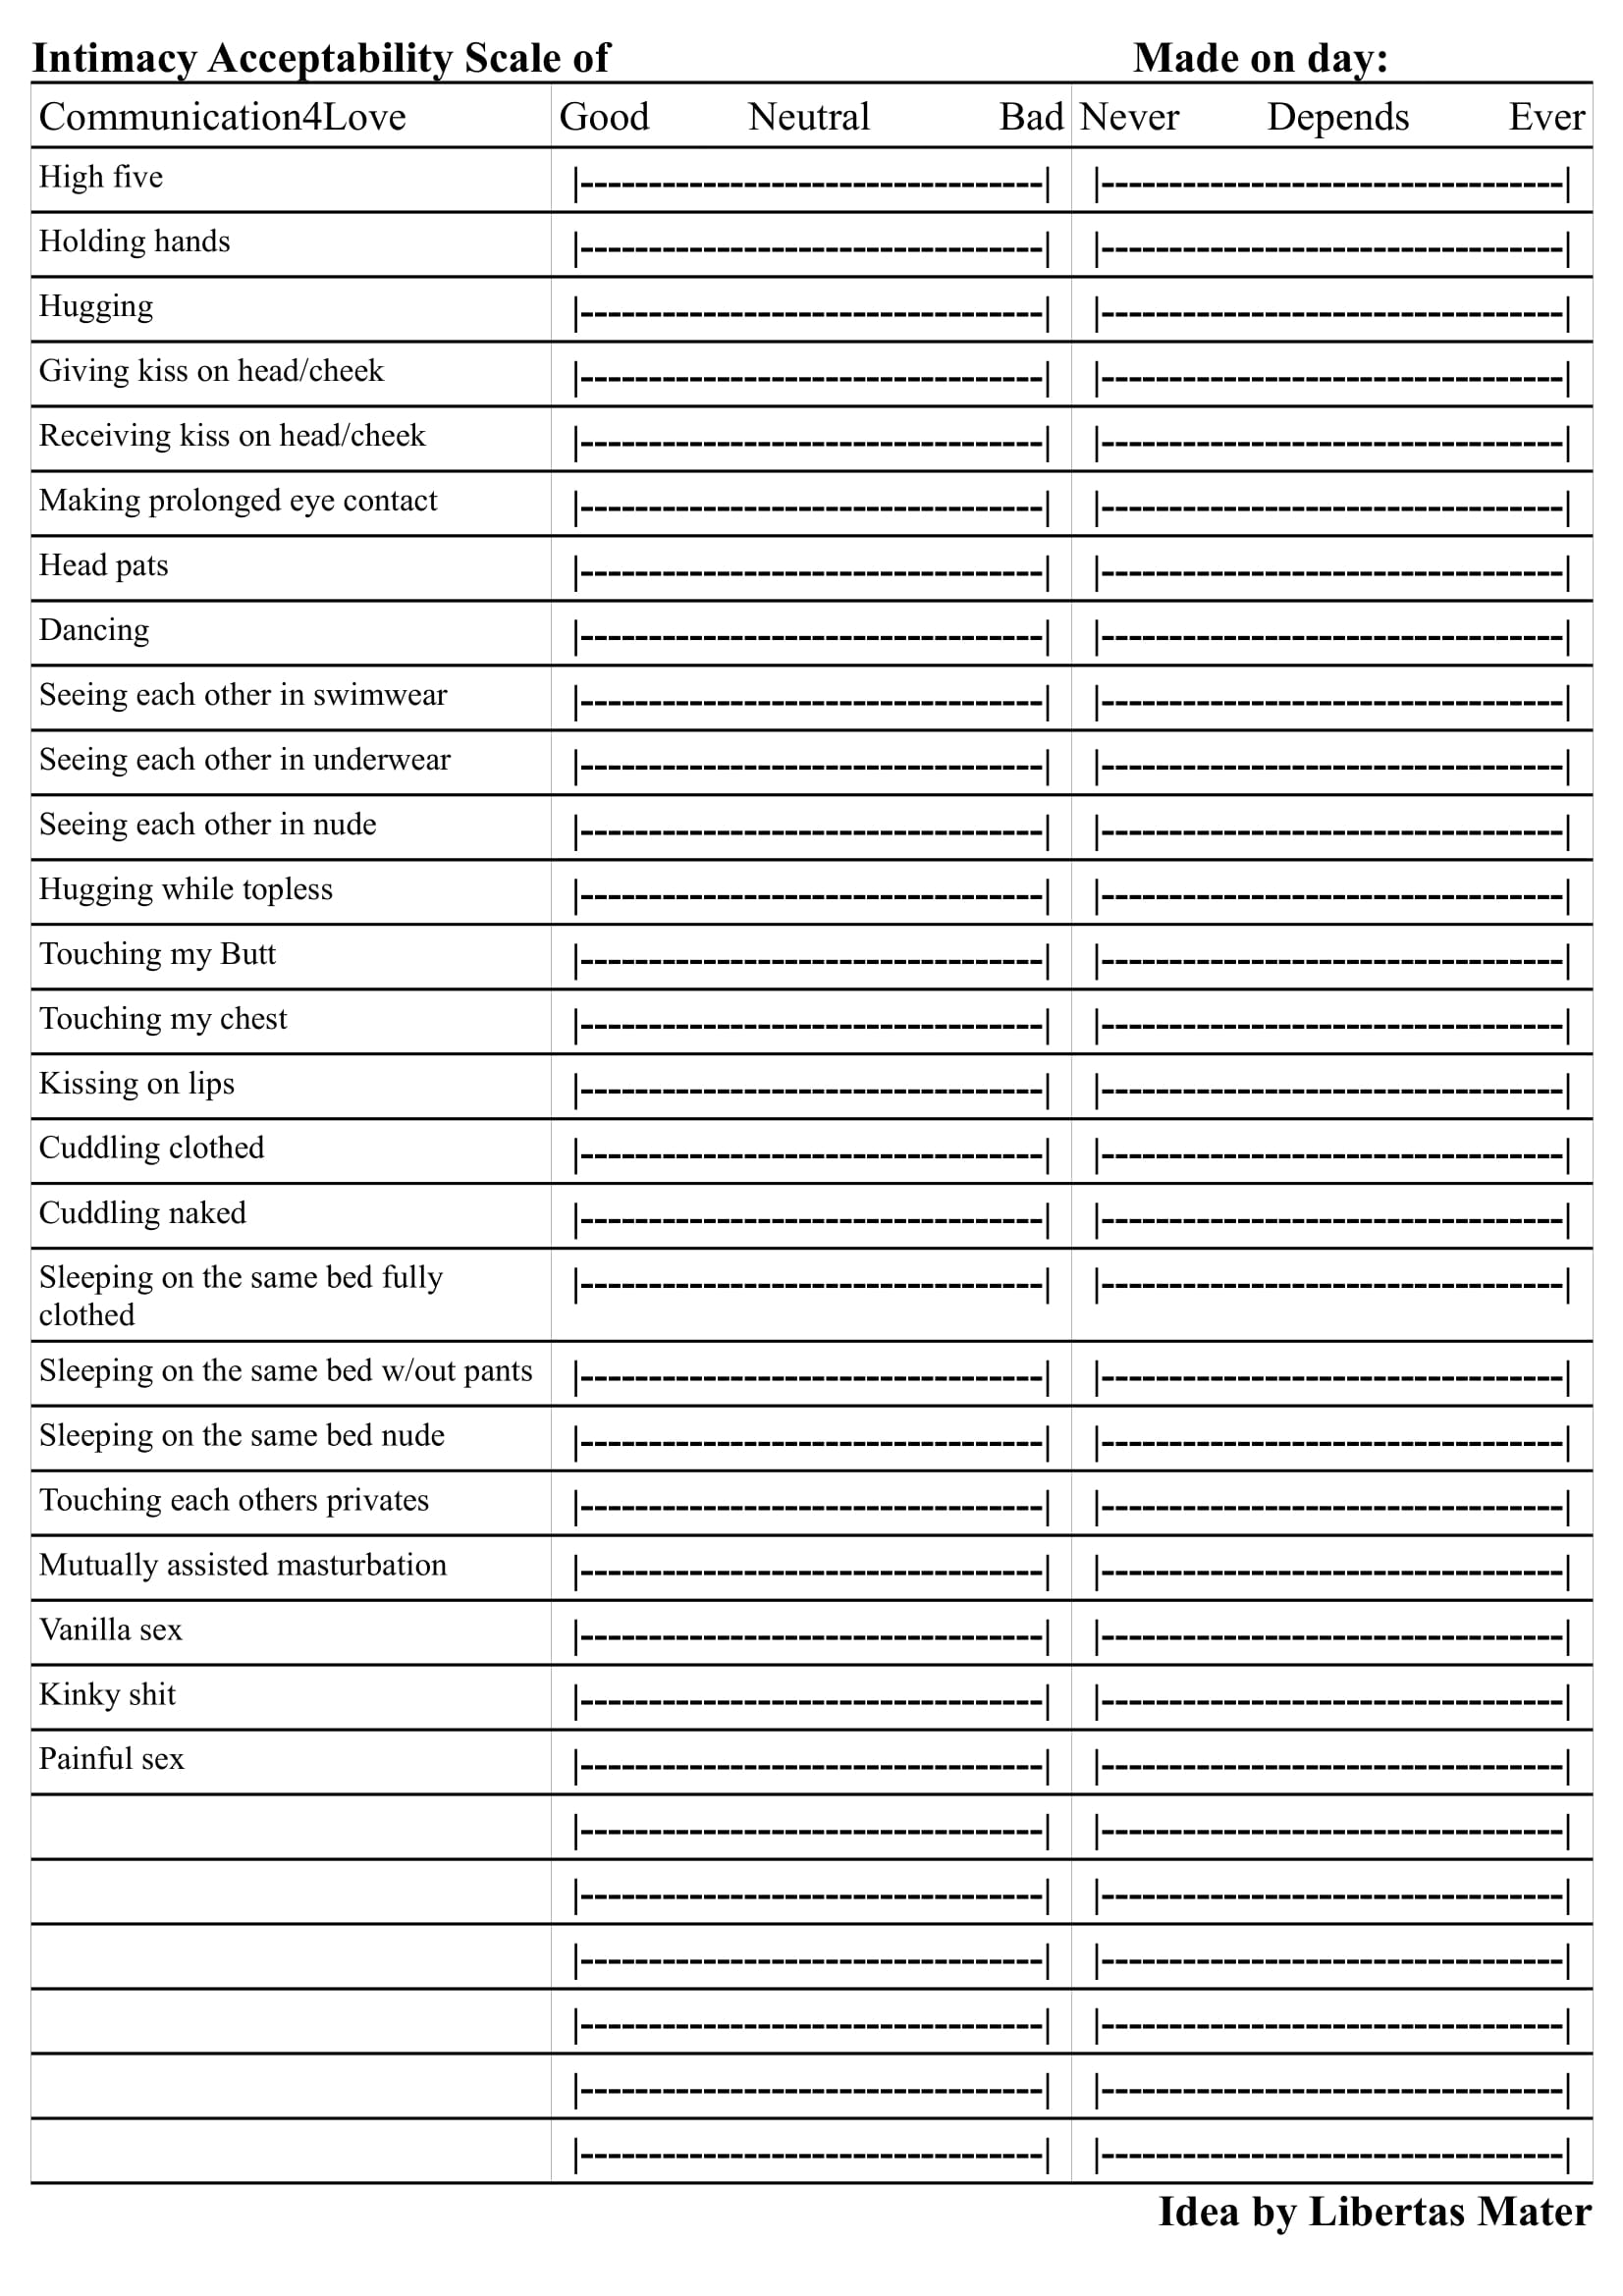 Intimacy Acceptability Scale of Made on day:
Communication4Love Good Neutral Bad Never Depends Ever
High five |----------------------------------| |----------------------------------|
Holding hands |----------------------------------| |----------------------------------|
Hugging |----------------------------------| |----------------------------------|
Giving kiss on head/cheek |----------------------------------| |----------------------------------|
Receiving kiss on head/cheek |----------------------------------| |----------------------------------|
Making prolonged eye contact |----------------------------------| |----------------------------------|
Head pats |----------------------------------| |----------------------------------|
Dancing |----------------------------------| |----------------------------------|
Seeing each other in swimwear |----------------------------------| |----------------------------------|
Seeing each other in underwear |----------------------------------| |----------------------------------|
Seeing each other in nude |----------------------------------| |----------------------------------|
Hugging while topless |----------------------------------| |----------------------------------|
Touching my Butt |----------------------------------| |----------------------------------|
Touching my chest |----------------------------------| |----------------------------------|
Kissing on lips |----------------------------------| |----------------------------------|
Cuddling clothed |----------------------------------| |----------------------------------|
Cuddling naked |----------------------------------| |----------------------------------|
Sleeping on the same bed fully |----------------------------------| |----------------------------------|
clothed
Sleeping on the same bed w/out pants |----------------------------------| |----------------------------------|
Sleeping on the same bed nude |----------------------------------| |----------------------------------|
Touching each others privates |----------------------------------| |----------------------------------|
Mutually assisted masturbation |----------------------------------| |----------------------------------|
Vanilla sex |----------------------------------| |----------------------------------|
Kinky shit |----------------------------------| |----------------------------------|
Painful sex |----------------------------------| |----------------------------------|
|----------------------------------| |----------------------------------|
|----------------------------------| |----------------------------------|
|----------------------------------| |----------------------------------|
|----------------------------------| |----------------------------------|
|----------------------------------| |----------------------------------|
|----------------------------------| |----------------------------------|
Idea by Libertas Mater